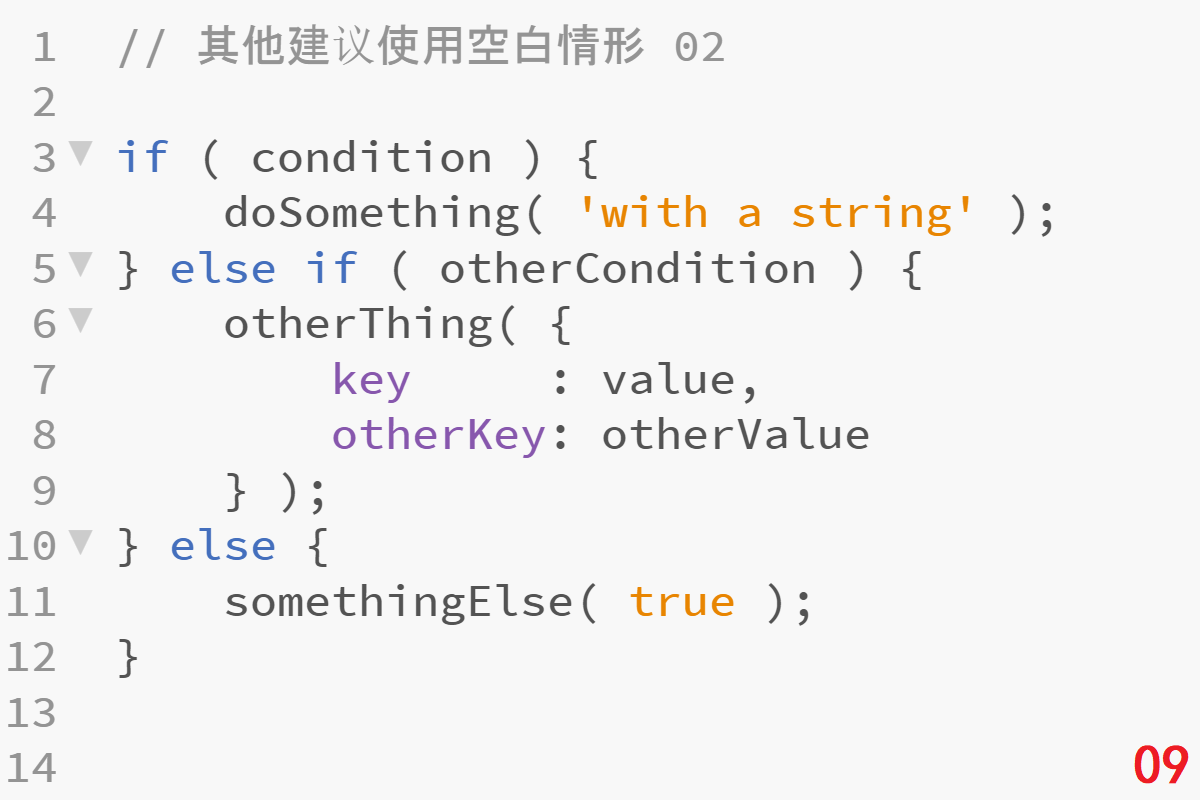 1 // 其他建议使用空白情形 02
2
3 if ( condition ) {
4     doSomething( 'with a string' );
5 } else if ( otherCondition ) {
6     otherThing( {
7         key     : value,
8         otherKey: otherValue
9     } );
10 } else {
11     somethingElse( true );
12 }
13
14
09